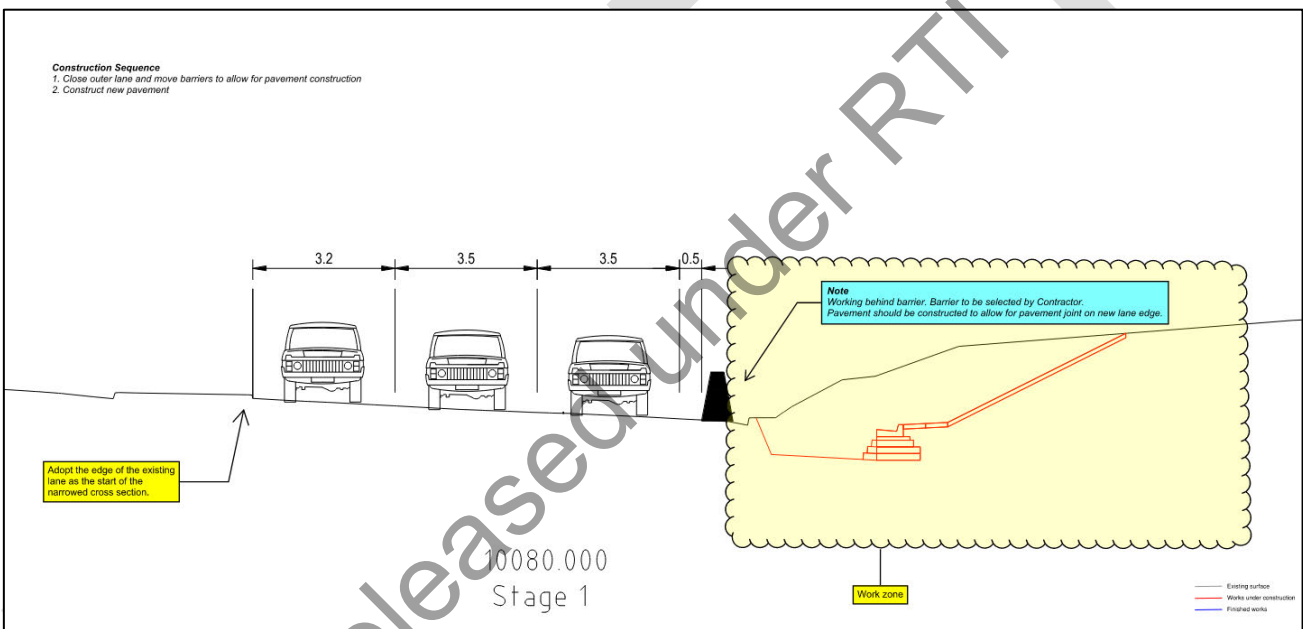 Construction Sequence
1. Close outer lane and move barriers to allow for pavement construction
2. Construct new pavement
3.2
3.5
3.5
0.5
Note
Working behind barrier. Barrier to be selected by Contractor.
Pavement should be constructed to allow for pavement joint on new lane edge.
Adopt the edge of the existing
lane as the start of the
narrowed cross section.
10080.000
Stage 1
Work zone
Existing surface
Works under construction
Finished works
eleased under RTI